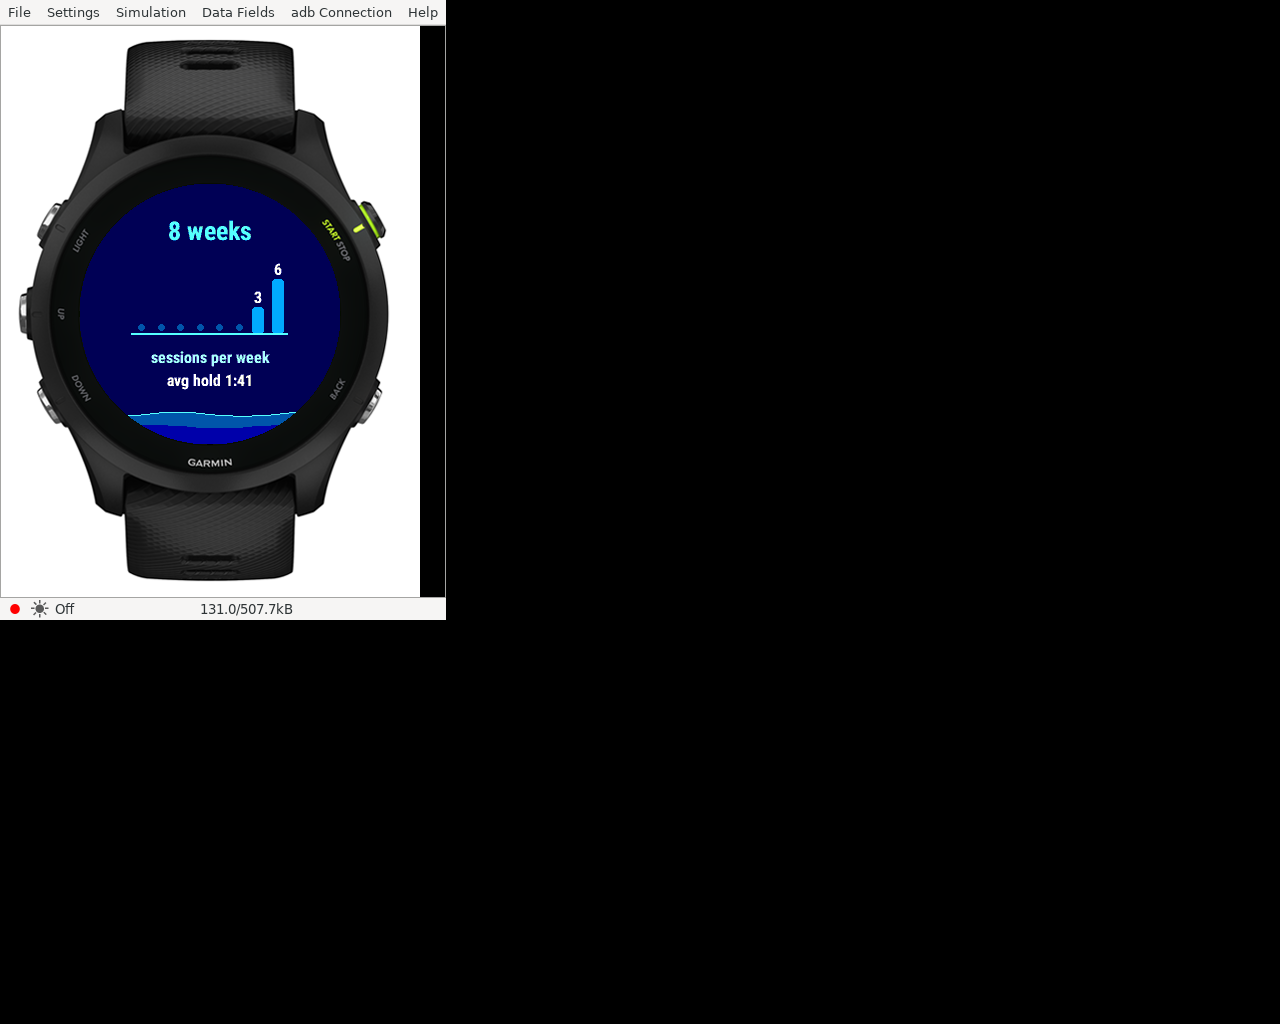 File Settings Simulation Data Fields adb Connection Help
LIGHT
START STOP
8 weeks
6
3
UP
sessions per week
avg hold 1:41
DOWN
BACK
GARMIN
Off 131.0/507.7kB